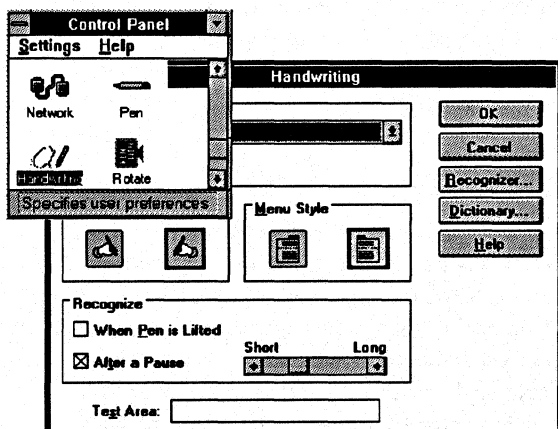 Control Panel
Settings Help
Network Pen
Handwriting Rotate
Specifies user preferences
Handwriting
OK
Cancel
Recognizer...
Dictionary...
Help
Menu Style
Recognize
When Pen is Lifted
After a Pause
Short Long
Test Area: